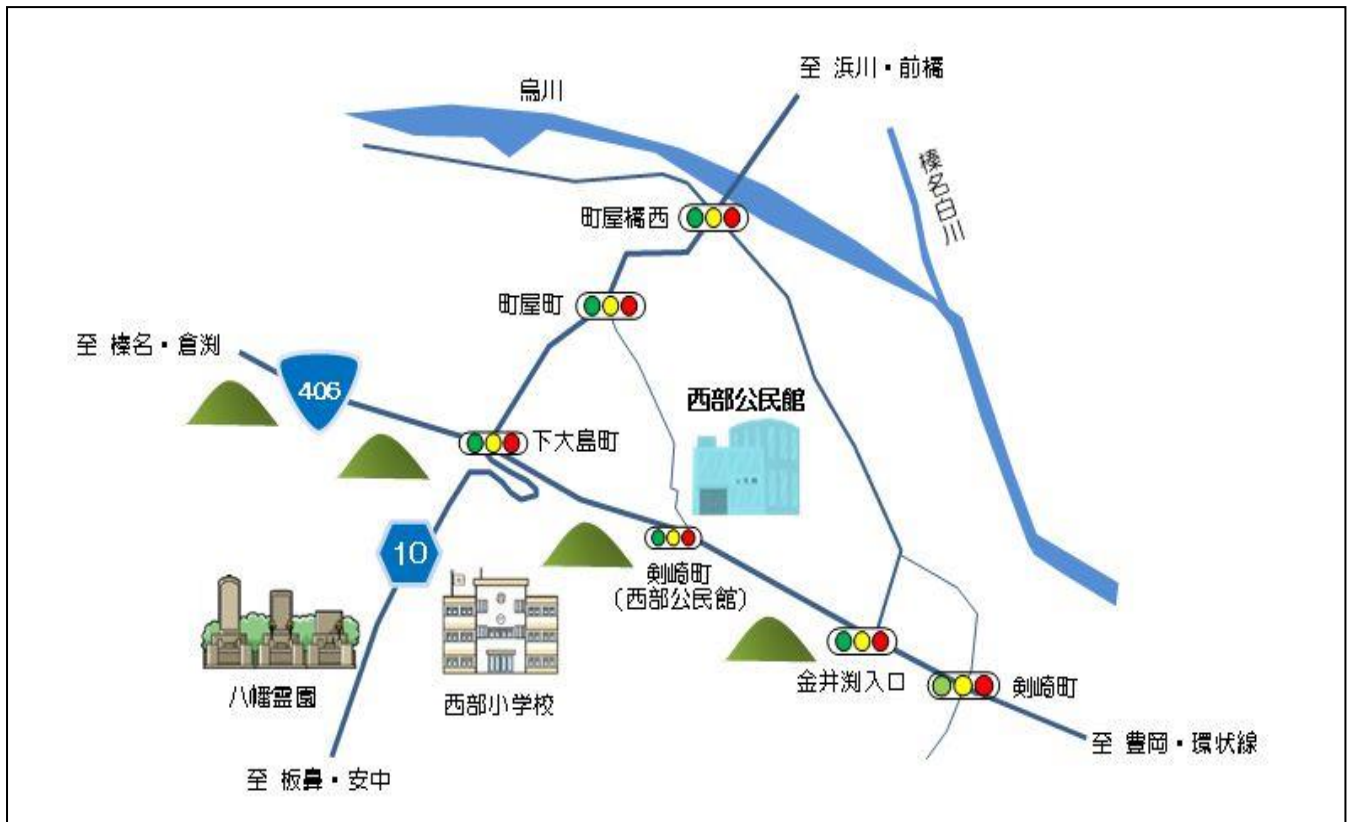 至 浜川・前橋
烏川
榛名白川
町屋橋西
町屋町
至 榛名・倉渕
406
西部公民館
下大島町
10
剣崎町
(西部公民館)
金井渕入口
剣崎町
八幡霊園
西部小学校
至 豊岡・環状線
至 板鼻・安中